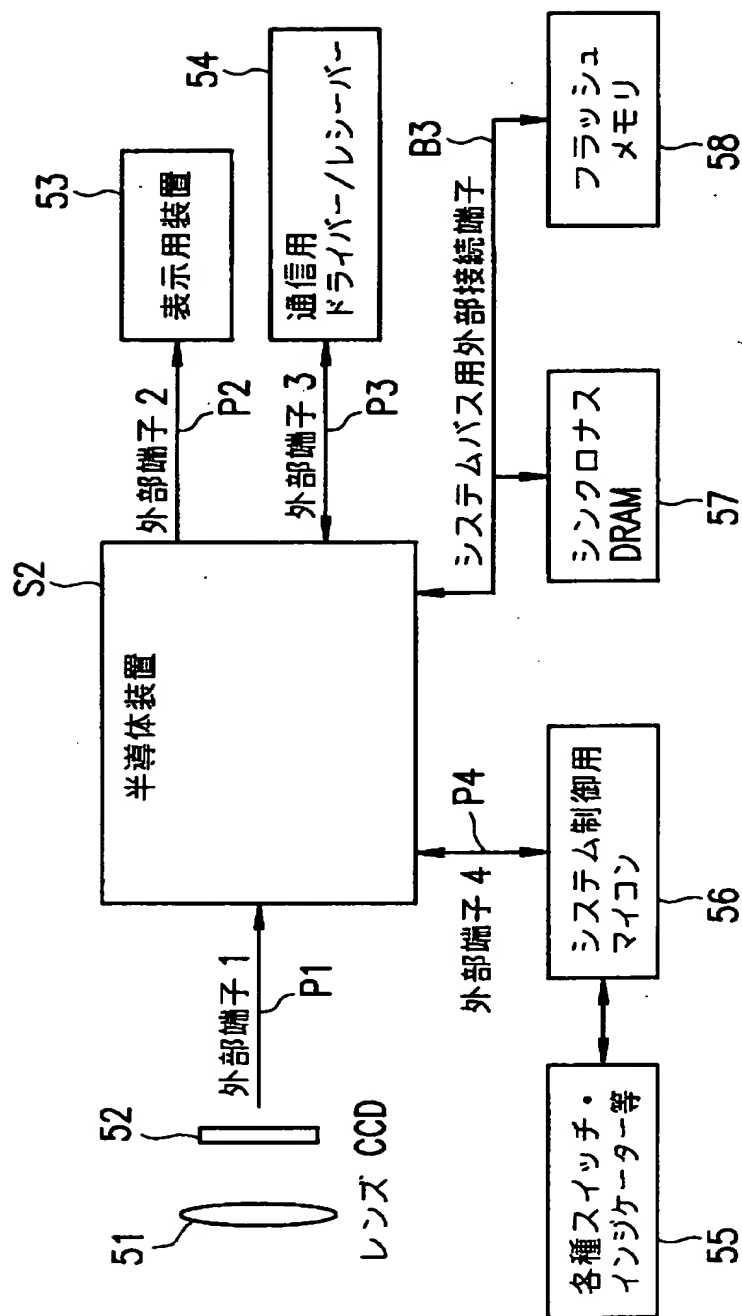 S2
半導体装置
53
表示用装置
外部端子 2
P2
54
通信用
ドライバー/レシーバー
外部端子 3
P3
52
51
レンズ CCD
外部端子 1
P1
外部端子 4
P4
システムバス用外部接続端子
B3
各種スイッチ・
インジケーター等
55
システム制御用
マイコン
56
シンクロナス
DRAM
57
フラッシュ
メモリ
58